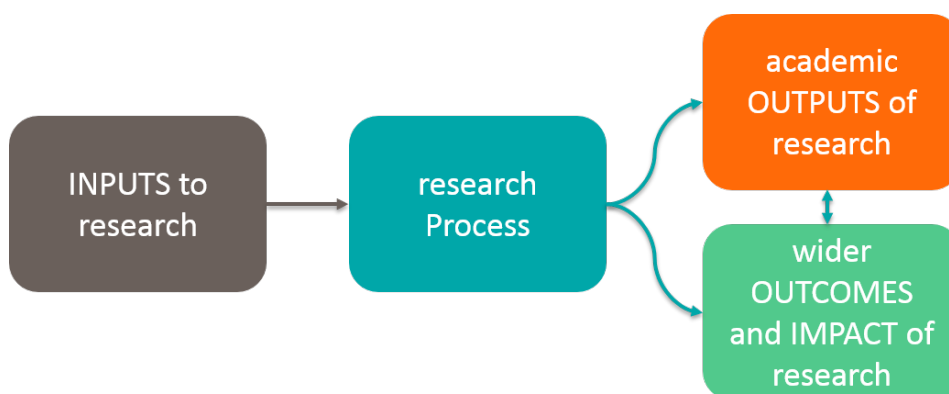 INPUTS to
research
research
Process
academic
OUTPUTS of
research
wider
OUTCOMES
and IMPACT of
research